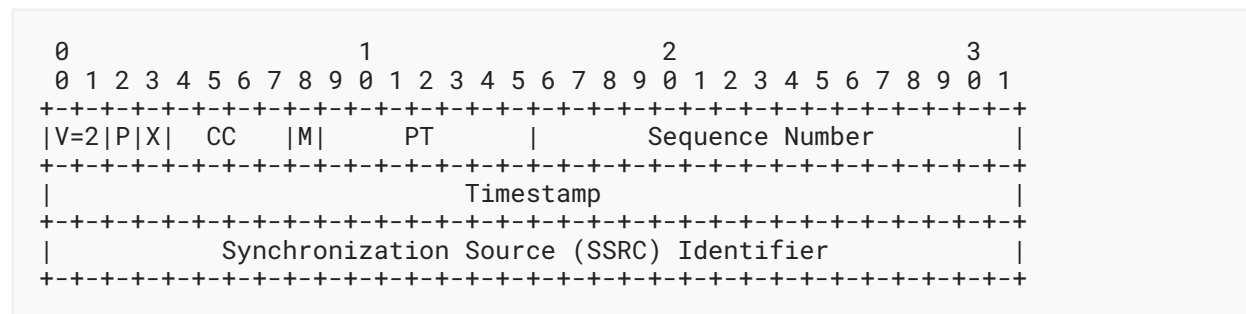 0                   1                   2                   3
 0 1 2 3 4 5 6 7 8 9 0 1 2 3 4 5 6 7 8 9 0 1 2 3 4 5 6 7 8 9 0 1
+-+-+-+-+-+-+-+-+-+-+-+-+-+-+-+-+-+-+-+-+-+-+-+-+-+-+-+-+-+-+-+-+
|V=2|P|X|  CC   |M|     PT      |       Sequence Number         |
+-+-+-+-+-+-+-+-+-+-+-+-+-+-+-+-+-+-+-+-+-+-+-+-+-+-+-+-+-+-+-+-+
|                           Timestamp                           |
+-+-+-+-+-+-+-+-+-+-+-+-+-+-+-+-+-+-+-+-+-+-+-+-+-+-+-+-+-+-+-+-+
|           Synchronization Source (SSRC) Identifier            |
+-+-+-+-+-+-+-+-+-+-+-+-+-+-+-+-+-+-+-+-+-+-+-+-+-+-+-+-+-+-+-+-+